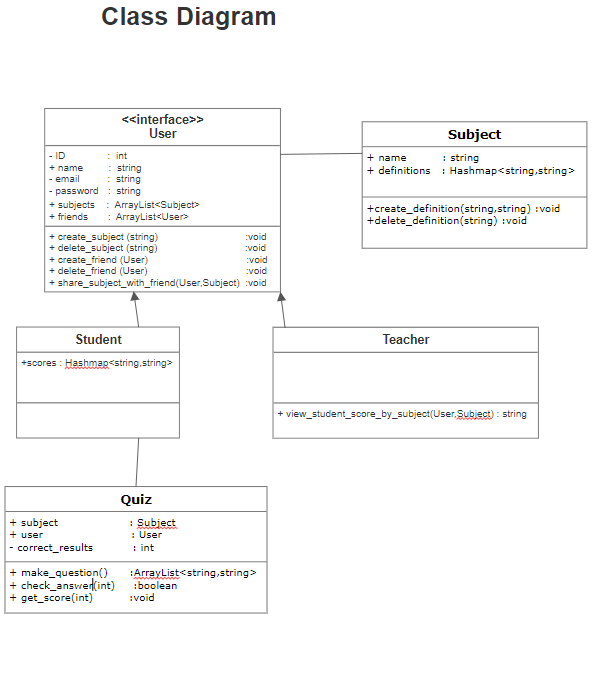 Class Diagram
<<interface>>
User
- ID : int
+ name : string
- email : string
- password : string
+ subjects : ArrayList<Subject>
+ friends : ArrayList<User>
+ create_subject (string) :void
+ delete_subject (string) :void
+ create_friend (User) :void
+ delete_friend (User) :void
+ share_subject_with_friend(User,Subject) :void
Subject
+ name : string
+ definitions : Hashmap<string,string>
+create_definition(string,string) :void
+delete_definition(string) :void
Student
+scores : Hashmap<string,string>
Teacher
+ view_student_score_by_subject(User,Subject) : string
Quiz
+ subject : Subject
+ user : User
- correct_results : int
+ make_question() :ArrayList<string,string>
+ check_answer(int) :boolean
+ get_score(int) :void